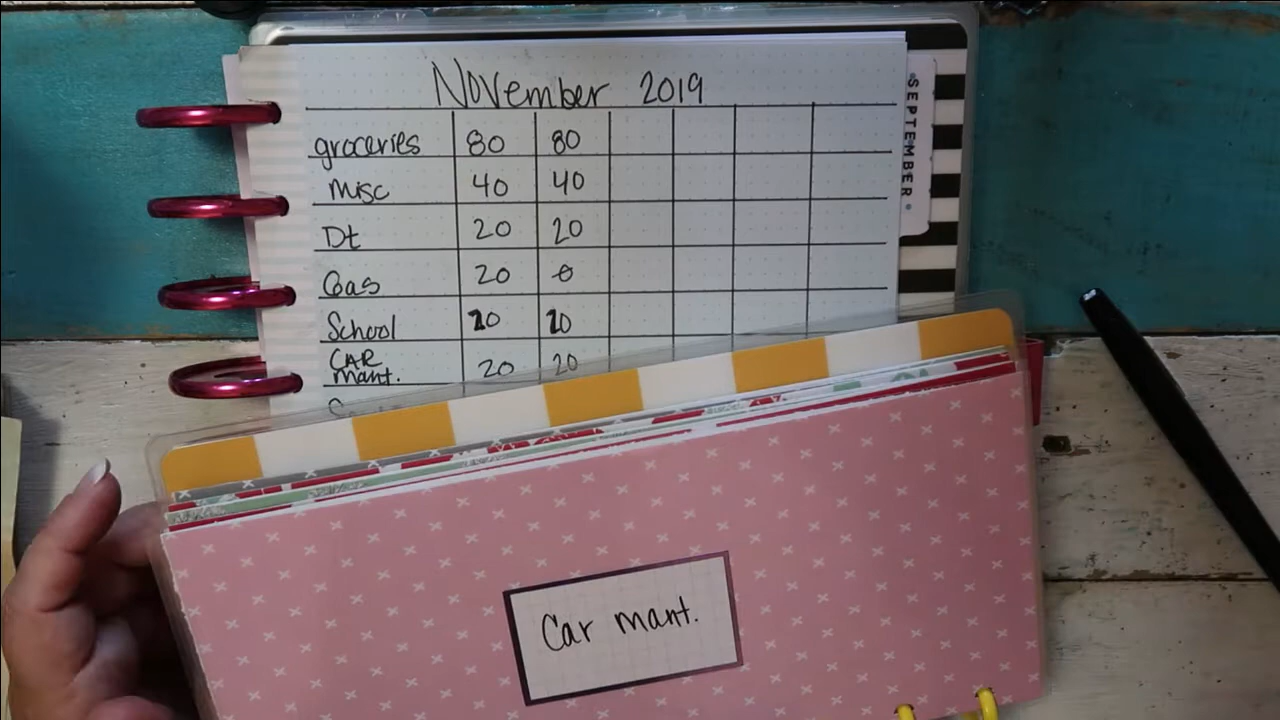 November 2019
groceries 80 80
Misc 40 40
Dt 20 20
Gas 20 0
School 20 20
CAR mant. 20 20
SEPTEMBER
Car mant.